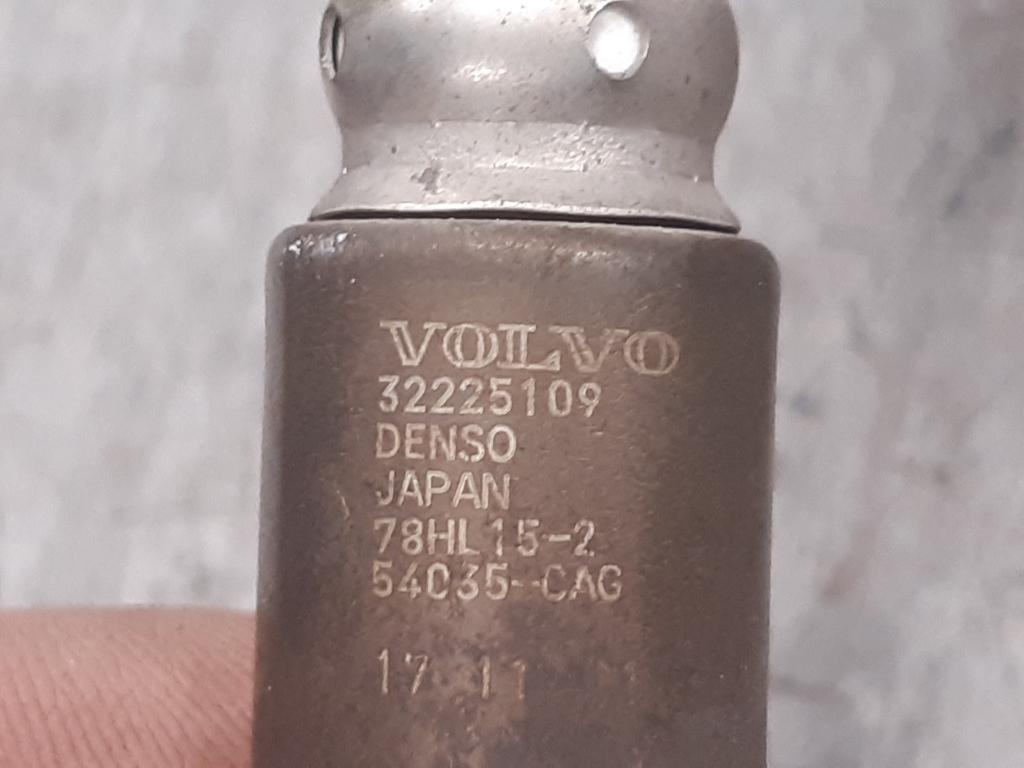 VOLVO
32225109
DENSO
JAPAN
78HL15-2
54035-CAG
17 11